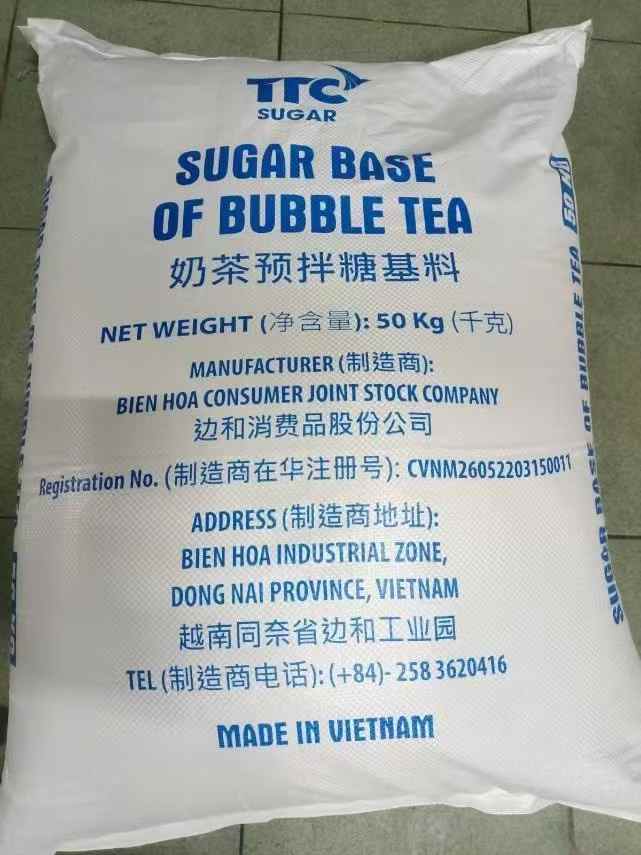 TTC
SUGAR
SUGAR BASE
OF BUBBLE TEA
奶茶预拌糖基料
NET WEIGHT (净含量): 50 Kg (千克)
MANUFACTURER (制造商):
BIEN HOA CONSUMER JOINT STOCK COMPANY
边和消费品股份公司
Registration No. (制造商在华注册号): CVNM26052203150011
ADDRESS (制造商地址):
BIEN HOA INDUSTRIAL ZONE,
DONG NAI PROVINCE, VIETNAM
越南同奈省边和工业园
TEL (制造商电话): (+84)- 258 3620416
MADE IN VIETNAM
SUGAR BASE OF BUBBLE TEA